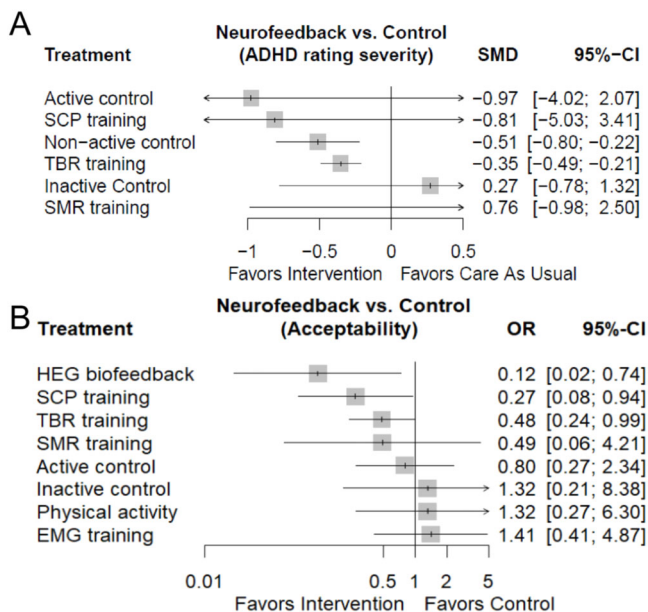 A
Neurofeedback vs. Control
Treatment (ADHD rating severity) SMD 95%−CI
Active control −0.97 [−4.02; 2.07]
SCP training −0.81 [−5.03; 3.41]
Non−active control −0.51 [−0.80; −0.22]
TBR training −0.35 [−0.49; −0.21]
Inactive Control 0.27 [−0.78; 1.32]
SMR training 0.76 [−0.98; 2.50]
−1 −0.5 0 0.5
Favors Intervention Favors Care As Usual
B
Neurofeedback vs. Control
Treatment (Acceptability) OR 95%-CI
HEG biofeedback 0.12 [0.02; 0.74]
SCP training 0.27 [0.08; 0.94]
TBR training 0.48 [0.24; 0.99]
SMR training 0.49 [0.06; 4.21]
Active control 0.80 [0.27; 2.34]
Inactive control 1.32 [0.21; 8.38]
Physical activity 1.32 [0.27; 6.30]
EMG training 1.41 [0.41; 4.87]
0.01 0.5 1 2 5
Favors Intervention Favors Control